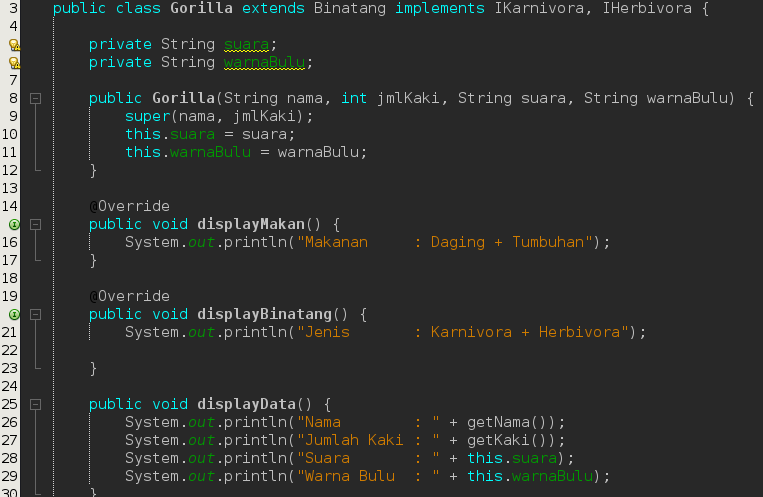 3 public class Gorilla extends Binatang implements IKarnivora, IHerbivora {
4
private String suara;
private String warnaBulu;
7
8 public Gorilla(String nama, int jmlKaki, String suara, String warnaBulu) {
9 super(nama, jmlKaki);
10 this.suara = suara;
11 this.warnaBulu = warnaBulu;
12 }
13
14 @Override
public void displayMakan() {
16 System.out.println("Makanan     : Daging + Tumbuhan");
17 }
18
19 @Override
public void displayBinatang() {
21 System.out.println("Jenis       : Karnivora + Herbivora");
22
23 }
24
25 public void displayData() {
26 System.out.println("Nama        : " + getNama());
27 System.out.println("Jumlah Kaki : " + getKaki());
28 System.out.println("Suara       : " + this.suara);
29 System.out.println("Warna Bulu  : " + this.warnaBulu);
30 }